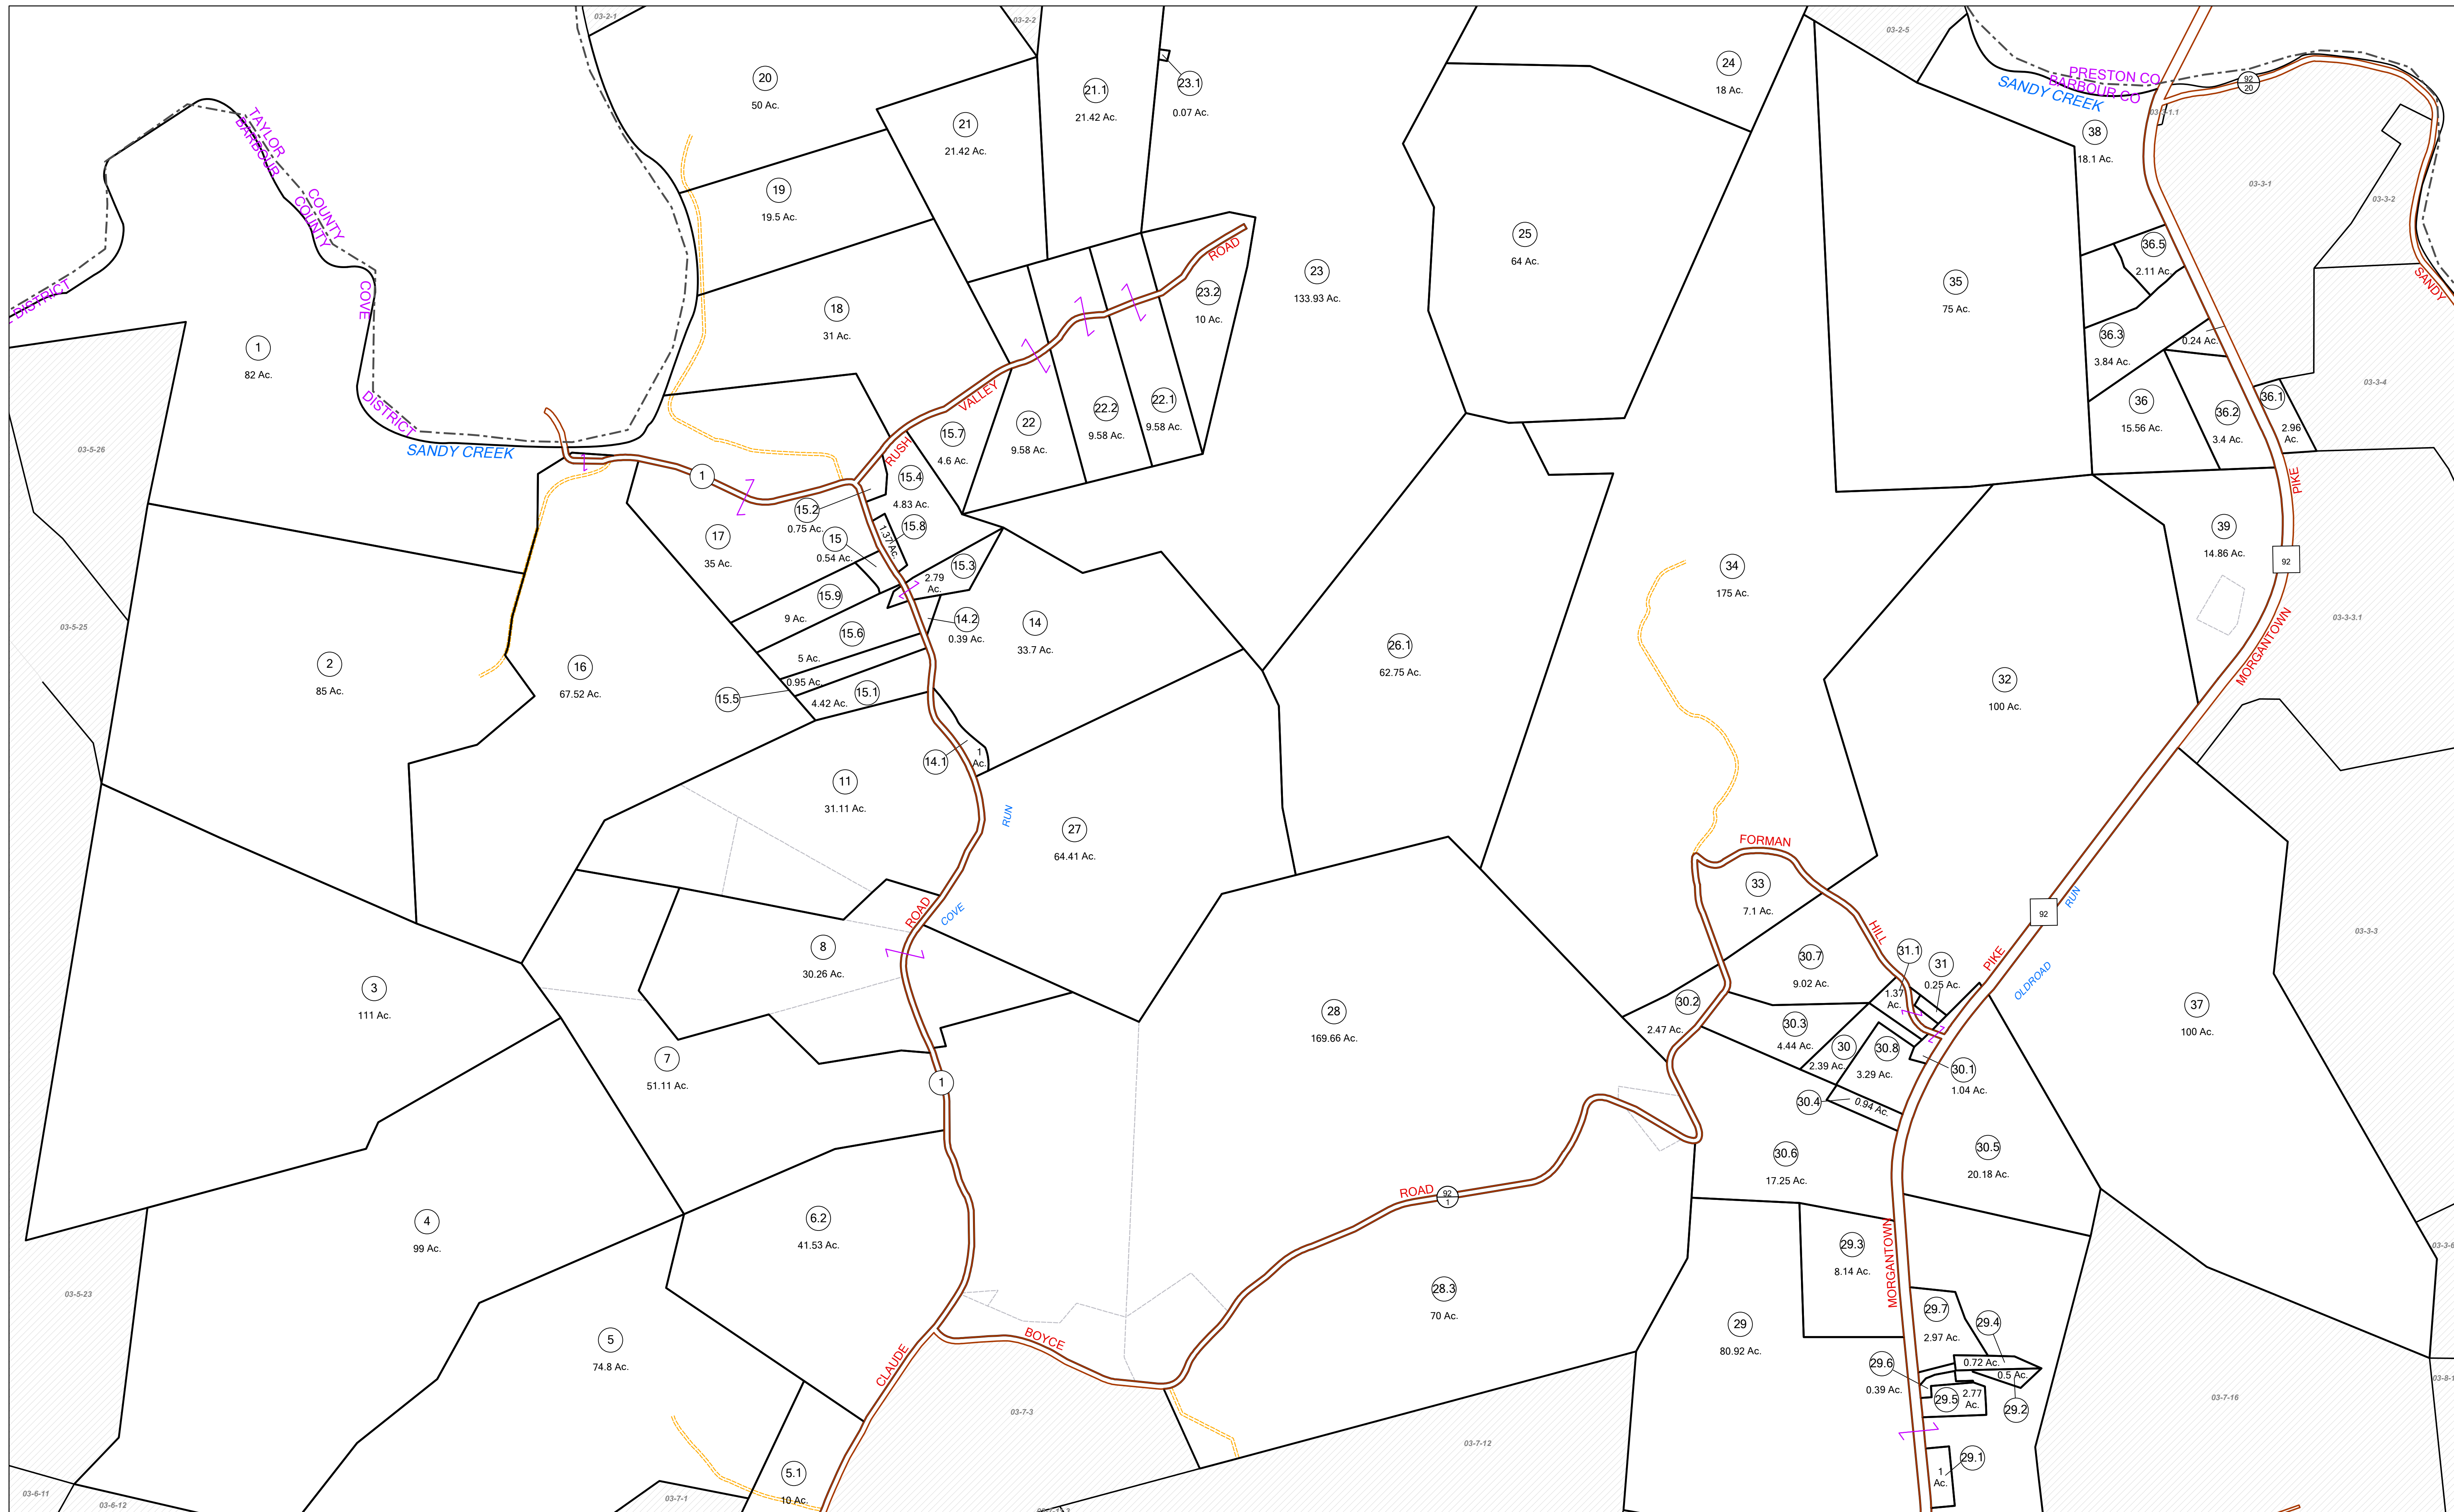 03-2-1
03-2-2
03-2-5
20
50 Ac.
21.1
21.42 Ac.
23.1
0.07 Ac.
24
18 Ac.
PRESTON CO
BARBOUR CO
SANDY CREEK
92
20
03-3-1.1
38
18.1 Ac.
21
21.42 Ac.
TAYLOR
BARBOUR
COUNTY
COUNTY
COVE
DISTRICT
DISTRICT
SANDY CREEK
19
19.5 Ac.
03-3-1
03-3-2
SANDY
25
64 Ac.
23
133.93 Ac.
ROAD
23.2
10 Ac.
35
75 Ac.
36.5
2.11 Ac.
36.3
3.84 Ac.
0.24 Ac.
18
31 Ac.
1
82 Ac.
03-3-4
36.1
2.96
Ac.
36
15.56 Ac.
36.2
3.4 Ac.
VALLEY
RUSH
22
9.58 Ac.
22.2
9.58 Ac.
22.1
9.58 Ac.
15.7
4.6 Ac.
03-5-26
1
15.4
4.83 Ac.
15.2
0.75 Ac.
15.8
1.37 Ac.
15
0.54 Ac.
17
35 Ac.
PIKE
39
14.86 Ac.
92
34
175 Ac.
15.3
2.79
Ac.
15.9
9 Ac.
15.6
5 Ac.
14.2
0.39 Ac.
14
33.7 Ac.
03-5-25
03-3-3.1
MORGANTOWN
26.1
62.75 Ac.
2
85 Ac.
16
67.52 Ac.
0.95 Ac.
15.5
4.42 Ac.
15.1
32
100 Ac.
14.1
1
Ac.
11
31.11 Ac.
RUN
27
64.41 Ac.
FORMAN
33
7.1 Ac.
HILL
RUN
92
ROAD
COVE
8
30.26 Ac.
03-3-3
30.7
9.02 Ac.
31.1
1.37
Ac.
31
0.25 Ac.
PIKE
OLDROAD
3
111 Ac.
28
169.66 Ac.
30.2
2.47 Ac.
30.3
4.44 Ac.
30
2.39 Ac.
30.8
3.29 Ac.
30.1
1.04 Ac.
37
100 Ac.
7
51.11 Ac.
1
30.4
0.94 Ac.
30.6
17.25 Ac.
30.5
20.18 Ac.
ROAD
92
1
4
99 Ac.
6.2
41.53 Ac.
MORGANTOWN
29.3
8.14 Ac.
03-3-6
03-5-23
28.3
70 Ac.
29
80.92 Ac.
29.7
2.97 Ac.
29.4
0.72 Ac.
0.5 Ac.
29.6
0.39 Ac.
29.5
2.77
Ac.
29.2
5
74.8 Ac.
BOYCE
CLAUDE
03-7-3
03-7-12
03-7-16
03-8-1
5.1
10 Ac.
29.1
1
Ac.
03-6-11
03-6-12
03-7-1